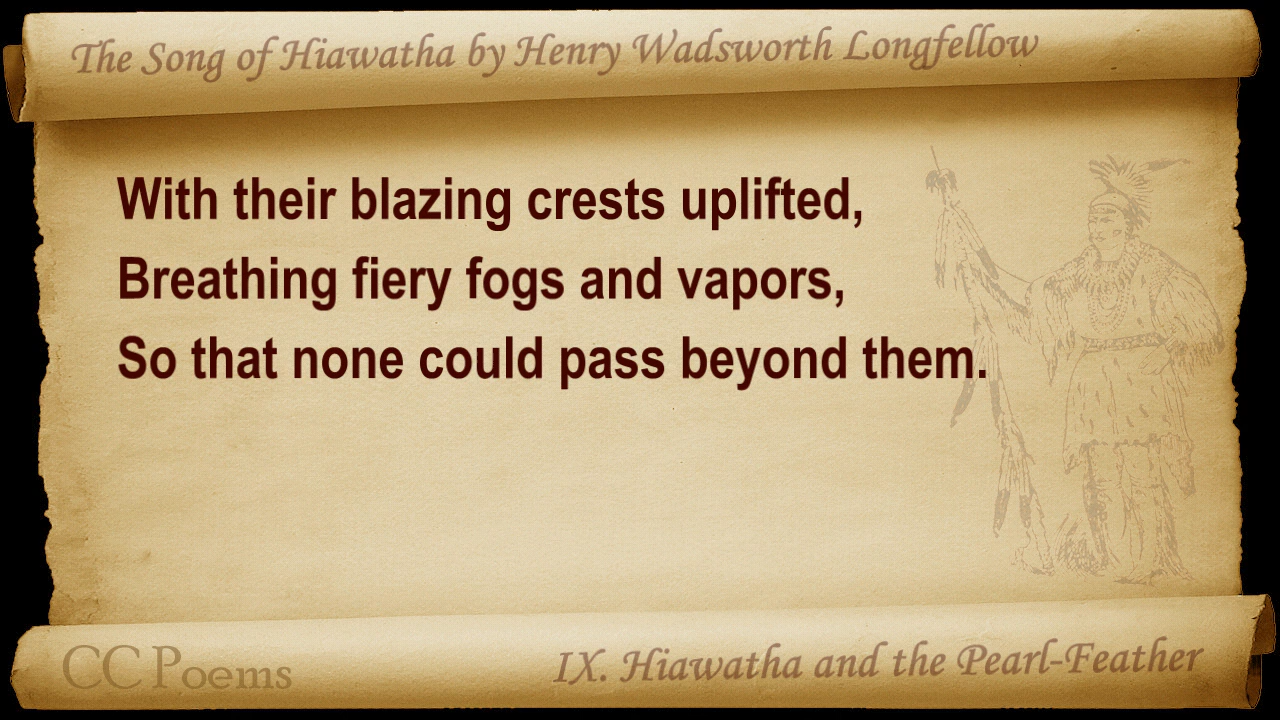 The Song of Hiawatha by Henry Wadsworth Longfellow
With their blazing crests uplifted,
Breathing fiery fogs and vapors,
So that none could pass beyond them.
CC Poems
IX. Hiawatha and the Pearl-Feather